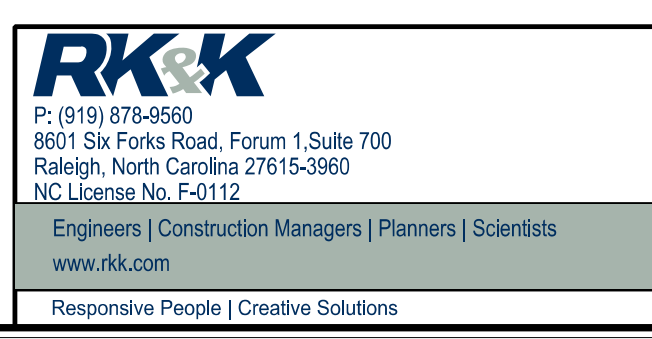 RK&K
P: (919) 878-9560
8601 Six Forks Road, Forum 1,Suite 700
Raleigh, North Carolina 27615-3960
NC License No. F-0112
Engineers | Construction Managers | Planners | Scientists
www.rkk.com
Responsive People | Creative Solutions